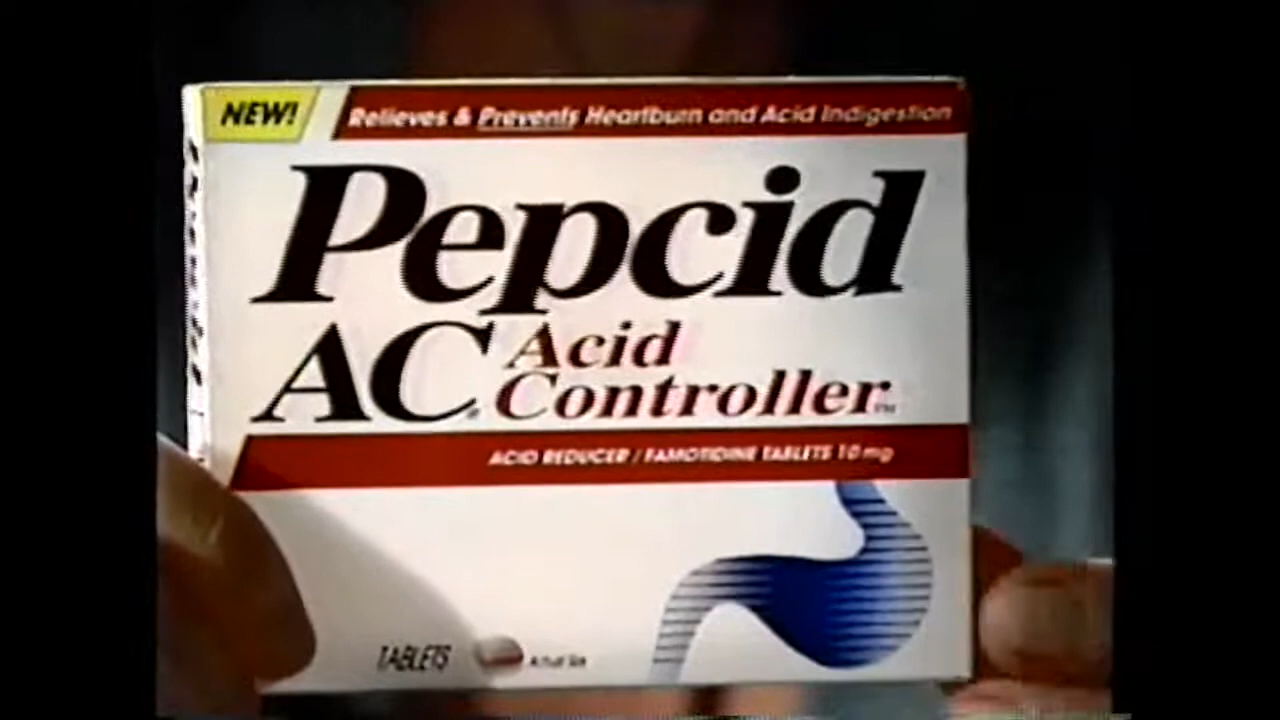 NEW!
Relieves & Prevents Heartburn and Acid Indigestion
Pepcid
AC® Acid
Controller™
ACID REDUCER / FAMOTIDINE TABLETS 10 mg
TABLETS
Actual Size